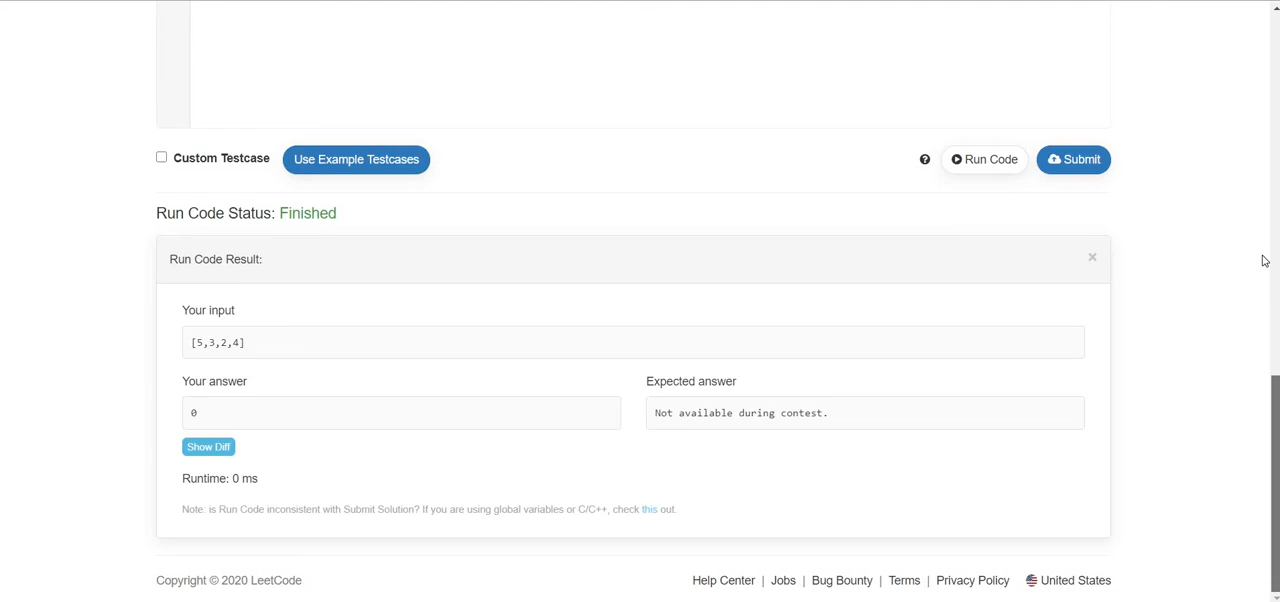 Custom Testcase Use Example Testcases Run Code Submit
Run Code Status: Finished
Run Code Result: ×
Your input
[5,3,2,4]
Your answer Expected answer
0 Not available during contest.
Show Diff
Runtime: 0 ms
Note: is Run Code inconsistent with Submit Solution? If you are using global variables or C/C++, check this out.
Copyright © 2020 LeetCode Help Center | Jobs | Bug Bounty | Terms | Privacy Policy United States